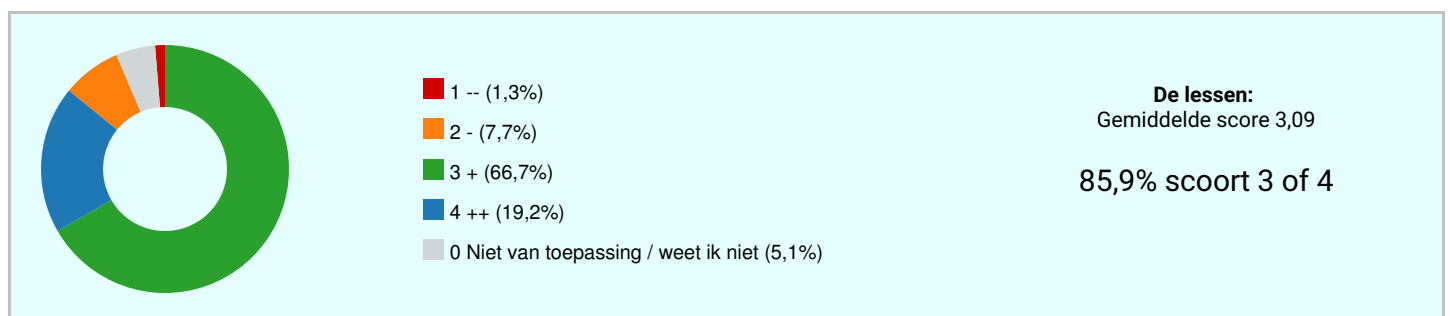 1 -- (1,3%)
2 - (7,7%)
3 + (66,7%)
4 ++ (19,2%)
0 Niet van toepassing / weet ik niet (5,1%)
De lessen:
Gemiddelde score 3,09
85,9% scoort 3 of 4